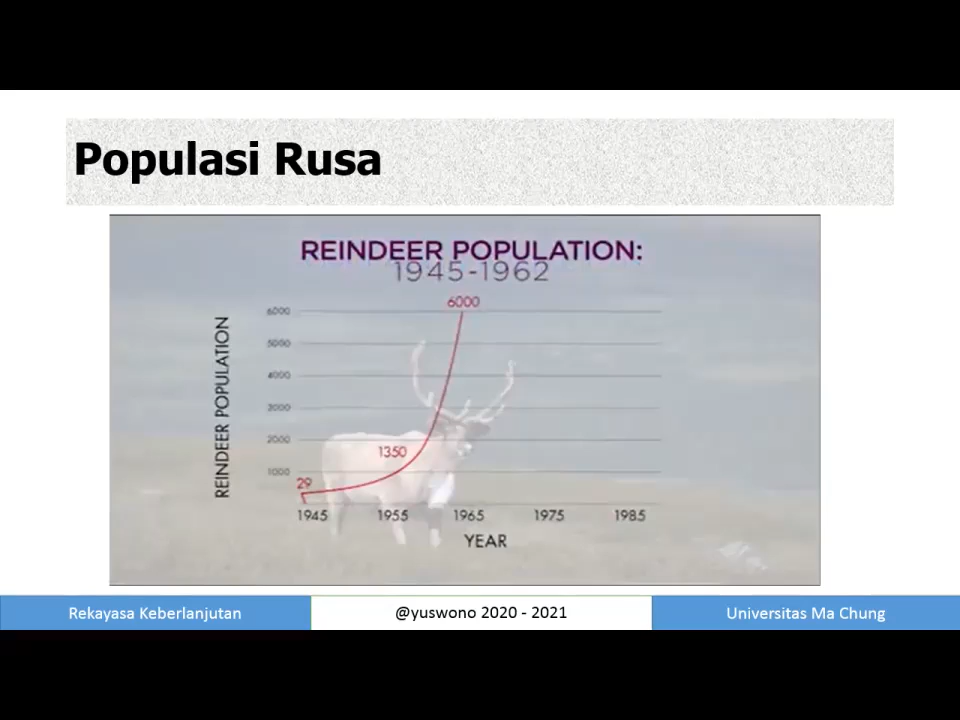 Populasi Rusa
REINDEER POPULATION:
1945-1962
6000
6000
5000
4000
3000
2000
1350
1000
29
REINDEER POPULATION
1945
1955
1965
1975
1985
YEAR
Rekayasa Keberlanjutan
@yuswono 2020 - 2021
Universitas Ma Chung